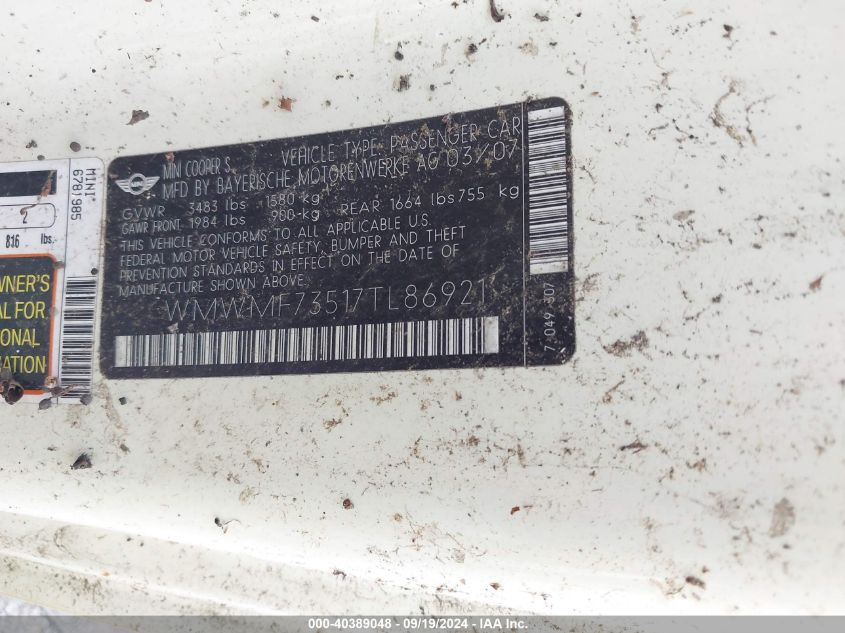 MINI
6781985
2
816 lbs.
WNER'S
AL FOR
IONAL
ATION
MINI COOPER S VEHICLE TYPE: PASSENGER CAR
MFD BY BAYERISCHE MOTORENWERKE AG 03/07
GVWR 3483 lbs 1580 kg
GAWR FRONT 1984 lbs 900-kg REAR 1664 lbs 755 kg
THIS VEHICLE CONFORMS TO ALL APPLICABLE U.S.
FEDERAL MOTOR VEHICLE SAFETY, BUMPER AND THEFT
PREVENTION STANDARDS IN EFFECT ON THE DATE OF
MANUFACTURE SHOWN ABOVE.
WMWMF73517TL86921
7 049 307
000-40389048 - 09/19/2024 - IAA Inc.